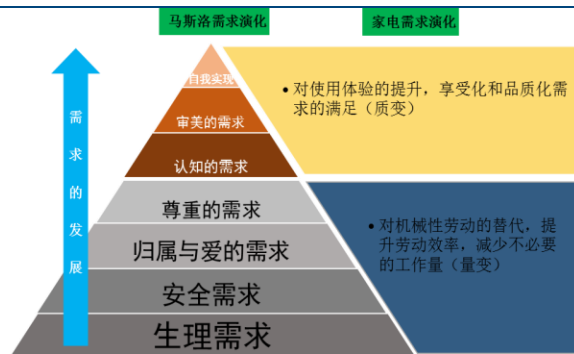 马斯洛需求演化
家电需求演化
需求的发展
自我实现
审美的需求
认知的需求
尊重的需求
归属与爱的需求
安全需求
生理需求
• 对使用体验的提升，享受化和品质化需
求的满足（质变）
• 对机械性劳动的替代，提
升劳动效率，减少不必要
的工作量（量变）